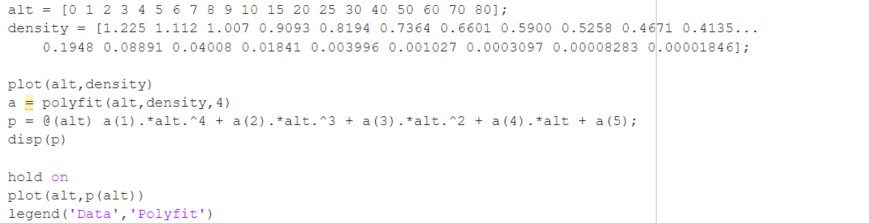 alt = [0 1 2 3 4 5 6 7 8 9 10 15 20 25 30 40 50 60 70 80];
density = [1.225 1.112 1.007 0.9093 0.8194 0.7364 0.6601 0.5900 0.5258 0.4671 0.4135...
0.1948 0.08891 0.04008 0.01841 0.003996 0.001027 0.0003097 0.00008283 0.00001846];
plot(alt,density)
a = polyfit(alt,density,4)
p = @(alt) a(1).*alt.^4 + a(2).*alt.^3 + a(3).*alt.^2 + a(4).*alt + a(5);
disp(p)
hold on
plot(alt,p(alt))
legend('Data','Polyfit')